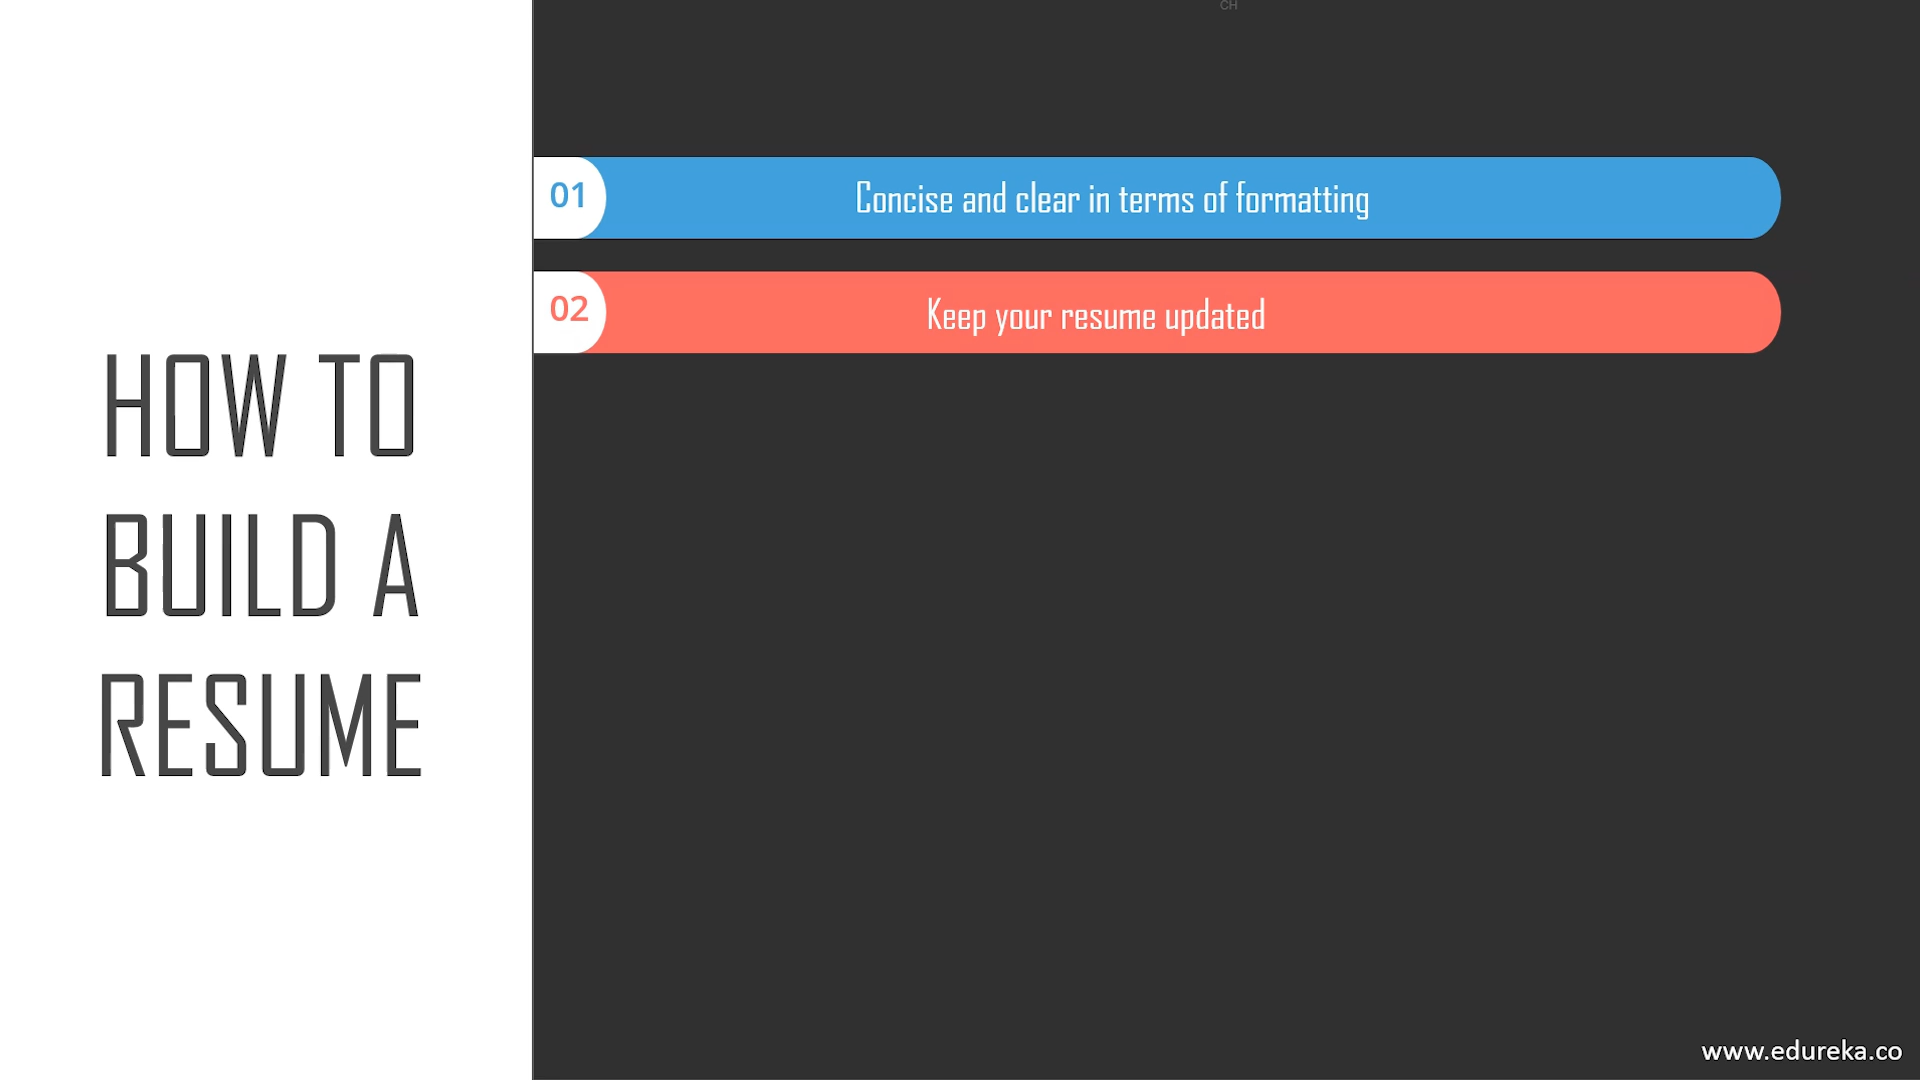 CH
HOW TO
BUILD A
RESUME
01 Concise and clear in terms of formatting
02 Keep your resume updated
www.edureka.co